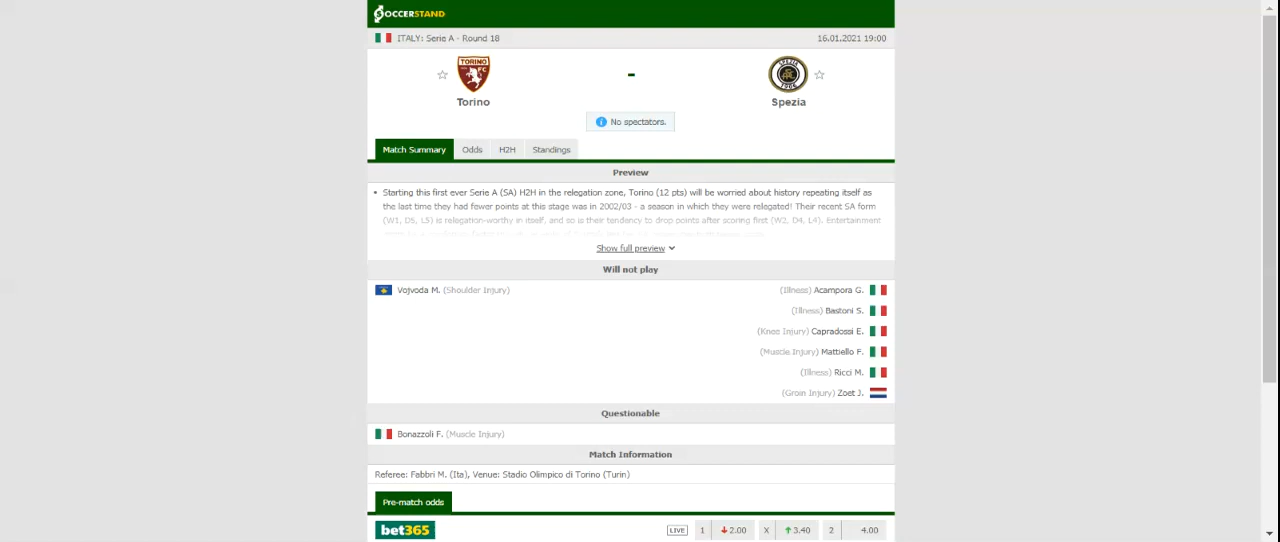 SOCCERSTAND
ITALY: Serie A - Round 18 16.01.2021 19:00
TORINO FC
SPEZIA
-
Torino Spezia
No spectators.
Match Summary Odds H2H Standings
Preview
Starting this first ever Serie A (SA) H2H in the relegation zone, Torino (12 pts) will be worried about history repeating itself as
the last time they had fewer points at this stage was in 2002/03 - a season in which they were relegated! Their recent SA form
(W1, D5, L5) is relegation-worthy in itself, and so is their tendency to drop points after scoring first (W2, D4, L4). Entertainment
Show full preview
Will not play
Vojvoda M. (Shoulder Injury) (Illness) Acampora G.
(Illness) Bastoni S.
(Knee Injury) Capradossi E.
(Muscle Injury) Mattiello F.
(Illness) Ricci M.
(Groin Injury) Zoet J.
Questionable
Bonazzoli F. (Muscle Injury)
Match Information
Referee: Fabbri M. (Ita), Venue: Stadio Olimpico di Torino (Turin)
Pre-match odds
bet365 LIVE 1 2.00 X 3.40 2 4.00